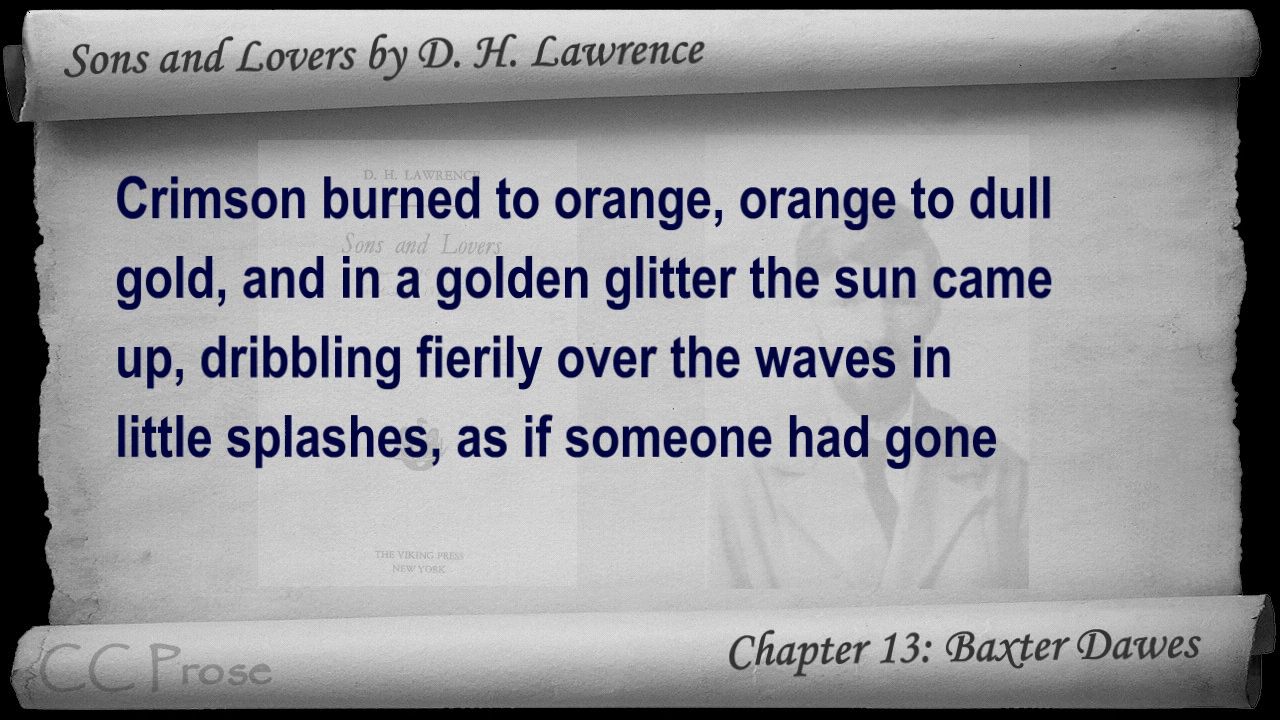 Sons and Lovers by D. H. Lawrence
D. H. LAWRENCE
Crimson burned to orange, orange to dull
Sons and Lovers
gold, and in a golden glitter the sun came
up, dribbling fierily over the waves in
little splashes, as if someone had gone
THE VIKING PRESS
NEW YORK
Chapter 13: Baxter Dawes
CC Prose